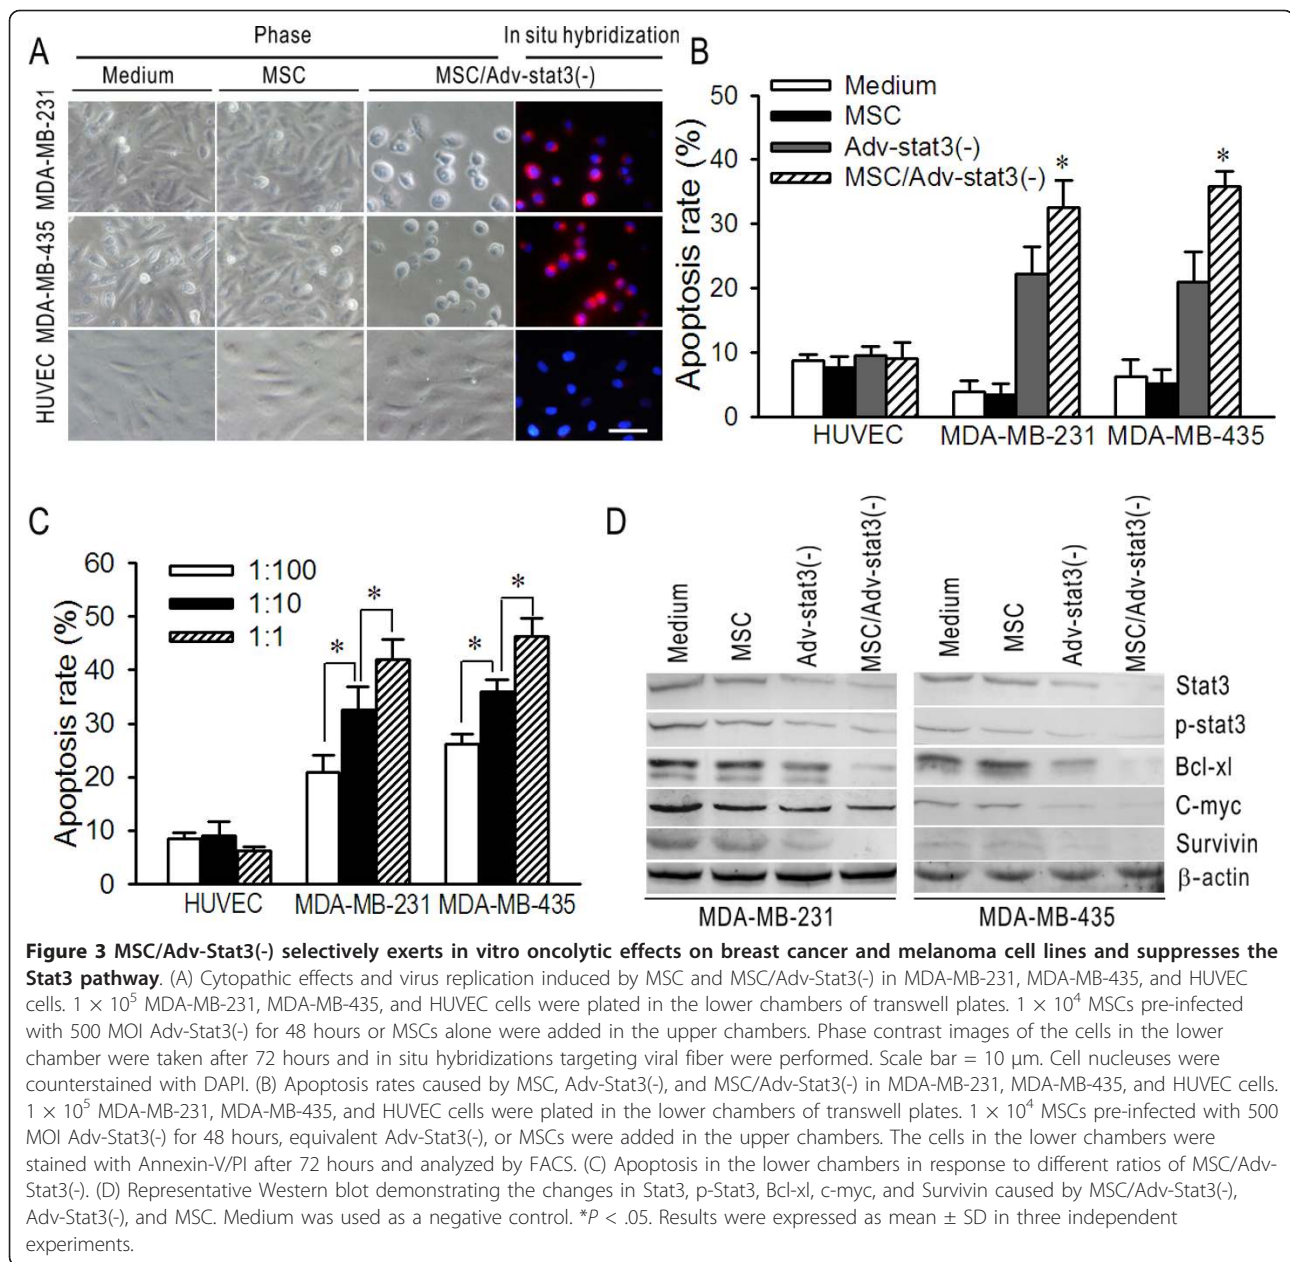 A
Phase
In situ hybridization
Medium
MSC
MSC/Adv-stat3(-)
MDA-MB-231
MDA-MB-435
HUVEC
B
Apoptosis rate (%)
50
40
30
20
10
0
Medium
MSC
Adv-stat3(-)
MSC/Adv-stat3(-)
*
*
HUVEC
MDA-MB-231
MDA-MB-435
C
Apoptosis rate (%)
60
50
40
30
20
10
0
1:100
1:10
1:1
*
*
*
*
HUVEC
MDA-MB-231
MDA-MB-435
D
Medium
MSC
Adv-stat3(-)
MSC/Adv-stat3(-)
Medium
MSC
Adv-stat3(-)
MSC/Adv-stat3(-)
Stat3
p-stat3
Bcl-xl
C-myc
Survivin
β-actin
MDA-MB-231
MDA-MB-435
Figure 3 MSC/Adv-Stat3(-) selectively exerts in vitro oncolytic effects on breast cancer and melanoma cell lines and suppresses the
Stat3 pathway. (A) Cytopathic effects and virus replication induced by MSC and MSC/Adv-Stat3(-) in MDA-MB-231, MDA-MB-435, and HUVEC
cells. 1 × 10⁵ MDA-MB-231, MDA-MB-435, and HUVEC cells were plated in the lower chambers of transwell plates. 1 × 10⁴ MSCs pre-infected
with 500 MOI Adv-Stat3(-) for 48 hours or MSCs alone were added in the upper chambers. Phase contrast images of the cells in the lower
chamber were taken after 72 hours and in situ hybridizations targeting viral fiber were performed. Scale bar = 10 μm. Cell nucleuses were
counterstained with DAPI. (B) Apoptosis rates caused by MSC, Adv-Stat3(-), and MSC/Adv-Stat3(-) in MDA-MB-231, MDA-MB-435, and HUVEC cells.
1 × 10⁵ MDA-MB-231, MDA-MB-435, and HUVEC cells were plated in the lower chambers of transwell plates. 1 × 10⁴ MSCs pre-infected with 500
MOI Adv-Stat3(-) for 48 hours, equivalent Adv-Stat3(-), or MSCs were added in the upper chambers. The cells in the lower chambers were
stained with Annexin-V/PI after 72 hours and analyzed by FACS. (C) Apoptosis in the lower chambers in response to different ratios of MSC/Adv-
Stat3(-). (D) Representative Western blot demonstrating the changes in Stat3, p-Stat3, Bcl-xl, c-myc, and Survivin caused by MSC/Adv-Stat3(-),
Adv-Stat3(-), and MSC. Medium was used as a negative control. *P < .05. Results were expressed as mean ± SD in three independent
experiments.